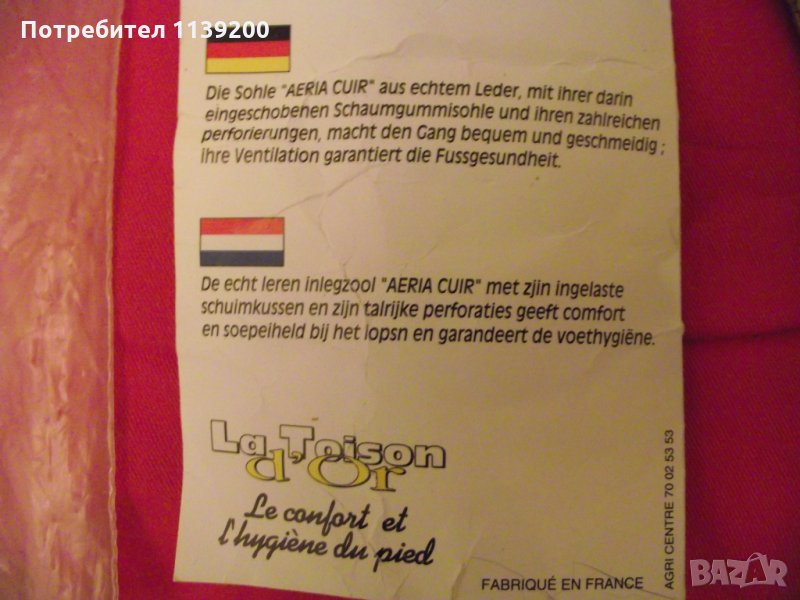 Потребител 1139200
Die Sohle "AERIA CUIR" aus echtem Leder, mit ihrer darin
eingeschobenen Schaumgummisohle und ihren zahlreichen
perforierungen, macht den Gang bequem und geschmeidig ;
ihre Ventilation garantiert die Fussgesundheit.
De echt leren inlegzool "AERIA CUIR" met zjin ingelaste
schuimkussen en zijn talrijke perforaties geeft comfort
en soepelheld bij het lopsn en garandeert de voethygiëne.
La Toison
d'Or
Le confort et
l'hygiène du pied
FABRIQUÉ EN FRANCE
AGRI CENTRE 70 02 53 53
BAZAR